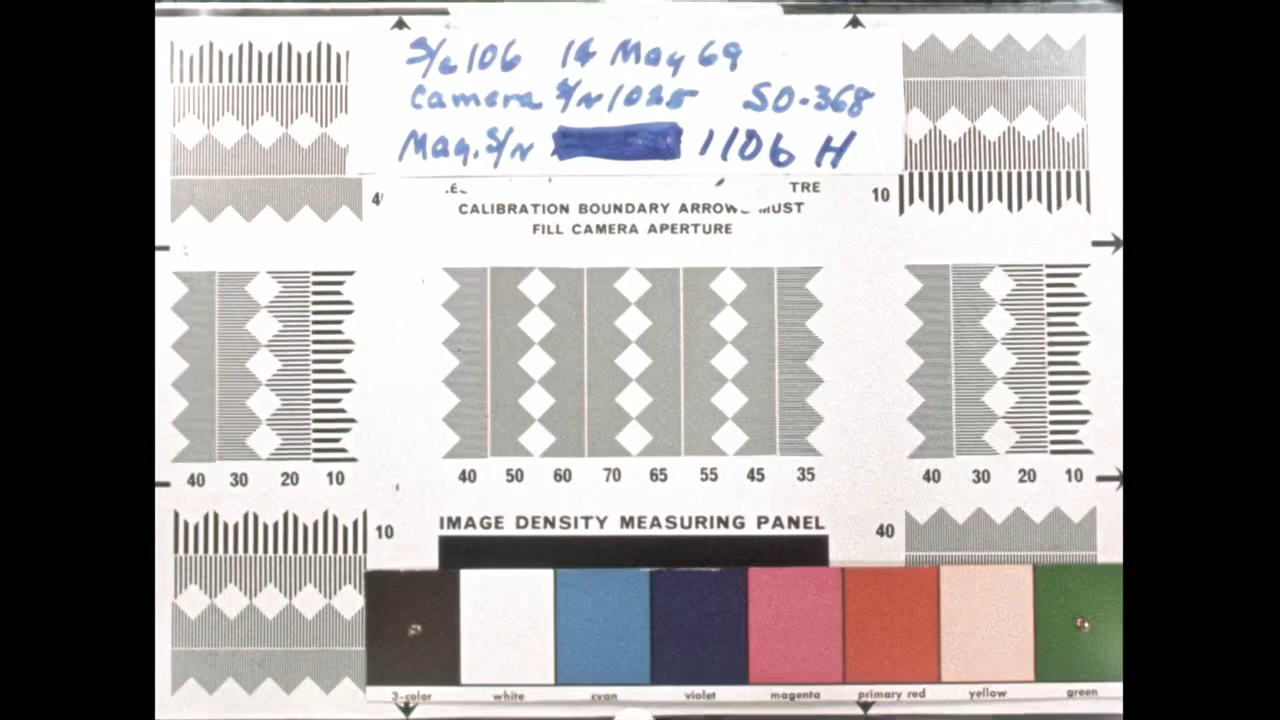 S/C 106 14 May 69
Camera S/N 1025 SO-368
Mag. S/N 1106 H
TRE
10
CALIBRATION BOUNDARY ARROWS MUST
FILL CAMERA APERTURE
40 30 20 10
40 50 60 70 65 55 45 35
40 30 20 10
10
IMAGE DENSITY MEASURING PANEL
40
3-color white cyan violet magenta primary red yellow green